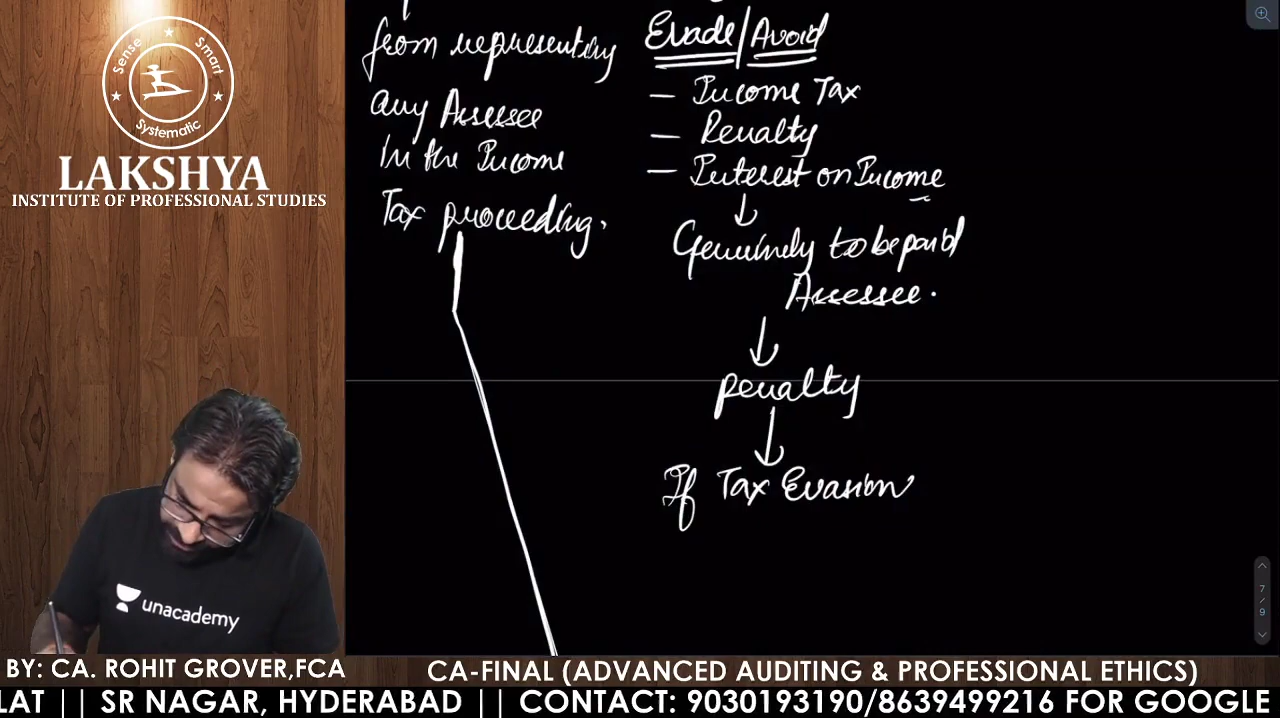 Sense
Smart
Systematic
LAKSHYA
INSTITUTE OF PROFESSIONAL STUDIES
from representing
any Assessee
In the Income
Tax proceeding.
Evade/Avoid
— Income Tax
— Penalty
— Interest on Income
Genuinely to be paid
Assessee.
penalty
If Tax Evasion
unacademy
7
/
9
BY: CA. ROHIT GROVER,FCA
CA-FINAL (ADVANCED AUDITING & PROFESSIONAL ETHICS)
LAT || SR NAGAR, HYDERABAD || CONTACT: 9030193190/8639499216 FOR GOOGLE